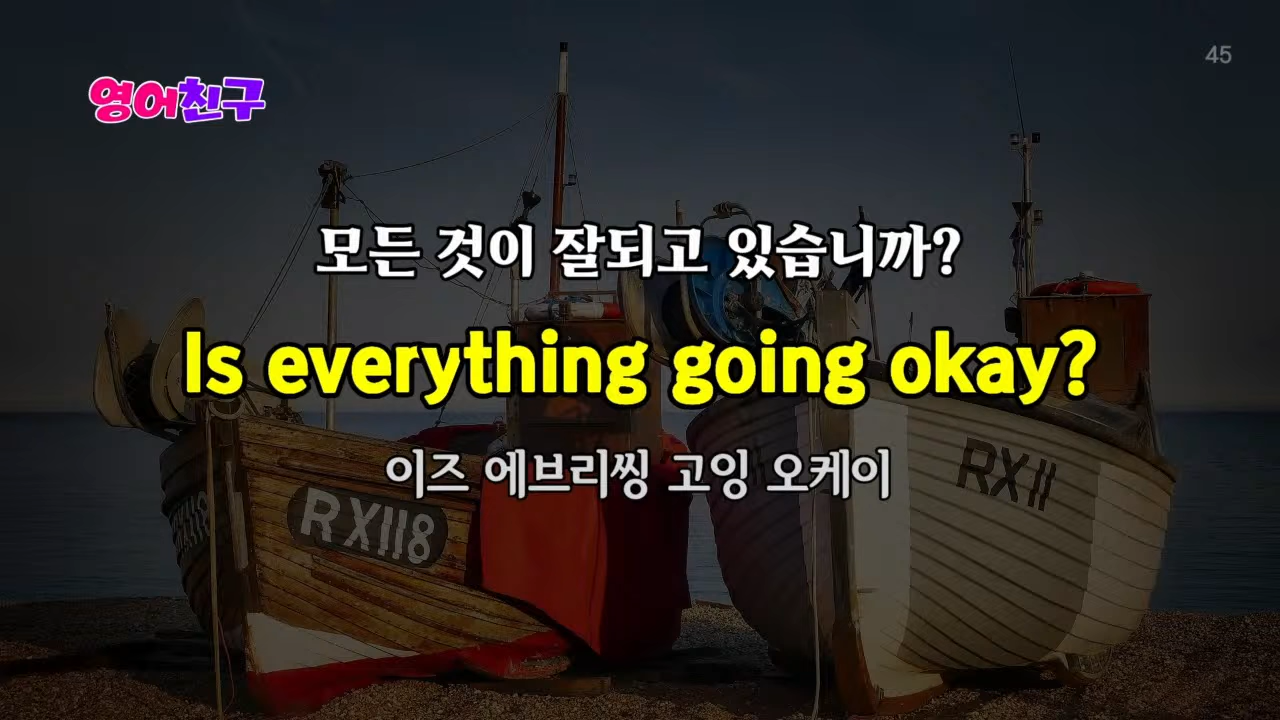 45
영어친구
모든 것이 잘되고 있습니까?
Is everything going okay?
이즈 에브리씽 고잉 오케이
RX118
RX11